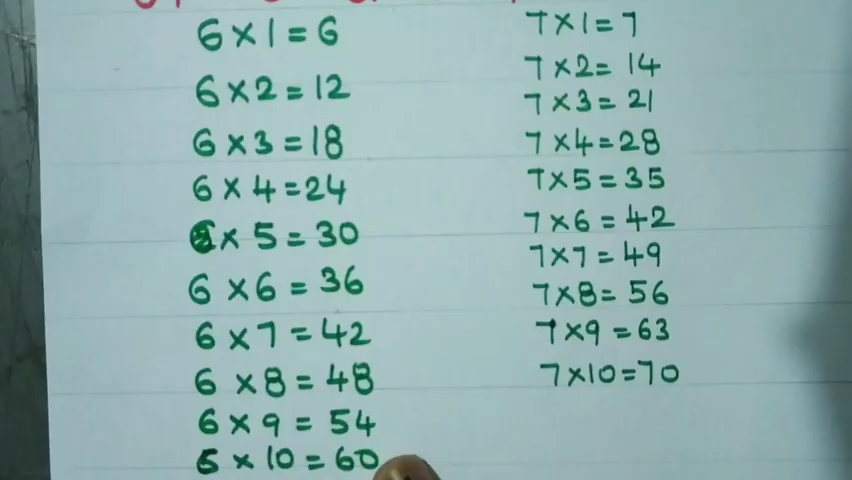 6 × 1 = 6
6 × 2 = 12
6 × 3 = 18
6 × 4 = 24
6 × 5 = 30
6 × 6 = 36
6 × 7 = 42
6 × 8 = 48
6 × 9 = 54
6 × 10 = 60
7 × 1 = 7
7 × 2 = 14
7 × 3 = 21
7 × 4 = 28
7 × 5 = 35
7 × 6 = 42
7 × 7 = 49
7 × 8 = 56
7 × 9 = 63
7 × 10 = 70